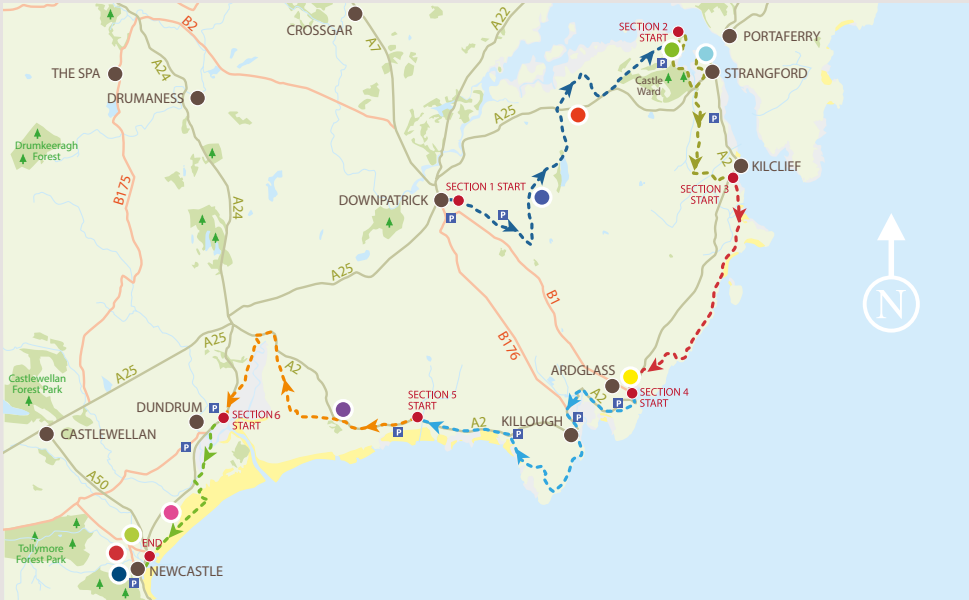 A22
B2
CROSSGAR
A7
SECTION 2
START
PORTAFERRY
P
THE SPA
A24
STRANGFORD
Castle
Ward
DRUMANESS
A25
P
Drumkeeragh
Forest
A2
KILCLIEF
B175
SECTION 3
START
SECTION 1 START
DOWNPATRICK
P
P
A24
N
A25
B1
A25
B176
A2
A25
ARDGLASS
Castlewellan
Forest Park
SECTION 4
START
A2
P
SECTION 5
START
DUNDRUM
P
SECTION 6
START
P
A2
P
KILLOUGH
P
CASTLEWELLAN
P
A50
END
Tollymore
Forest Park
NEWCASTLE
P